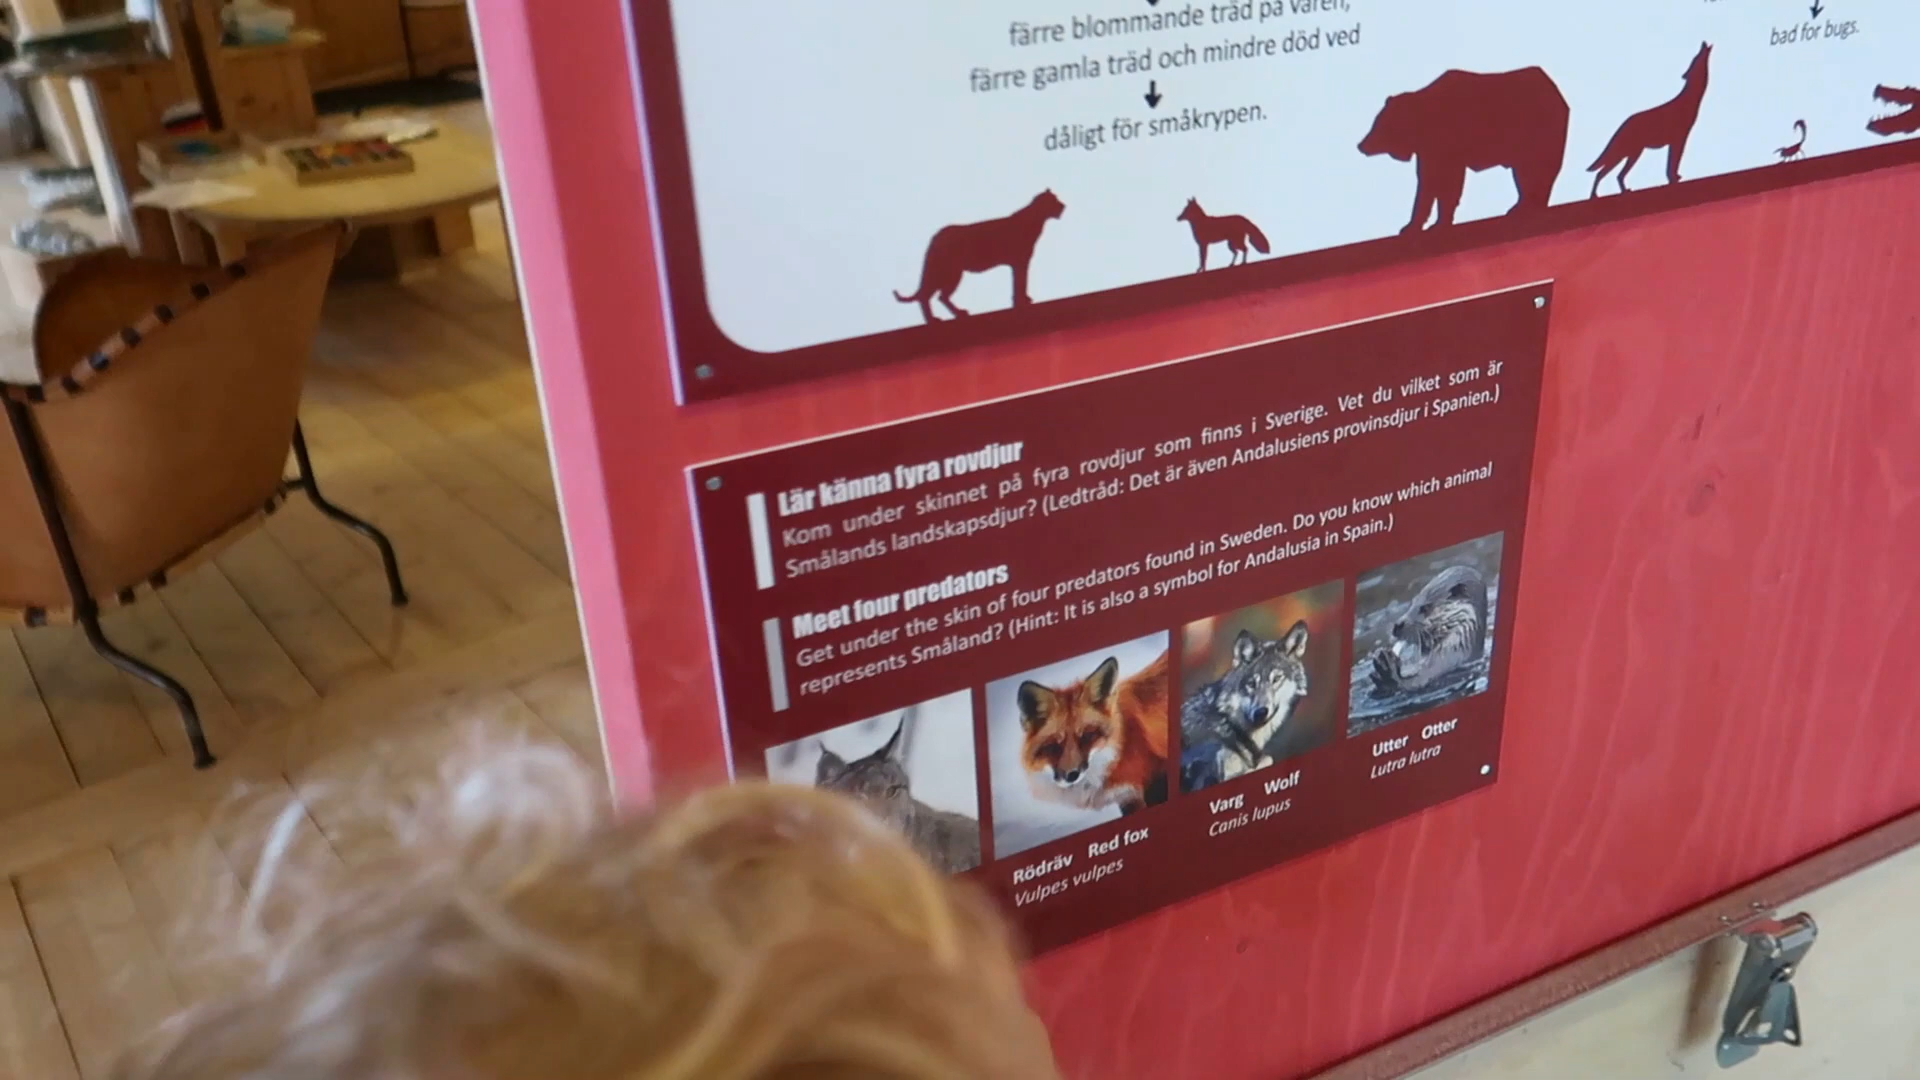 färre blommande träd på våren,
färre gamla träd och mindre död ved
dåligt för småkrypen.
bad for bugs.
Lär känna fyra rovdjur
Kom under skinnet på fyra rovdjur som finns i Sverige. Vet du vilket som är
Smålands landskapsdjur? (Ledtråd: Det är även Andalusiens provinsdjur i Spanien.)
Meet four predators
Get under the skin of four predators found in Sweden. Do you know which animal
represents Småland? (Hint: It is also a symbol for Andalusia in Spain.)
Rödräv Red fox
Vulpes vulpes
Varg Wolf
Canis lupus
Utter Otter
Lutra lutra